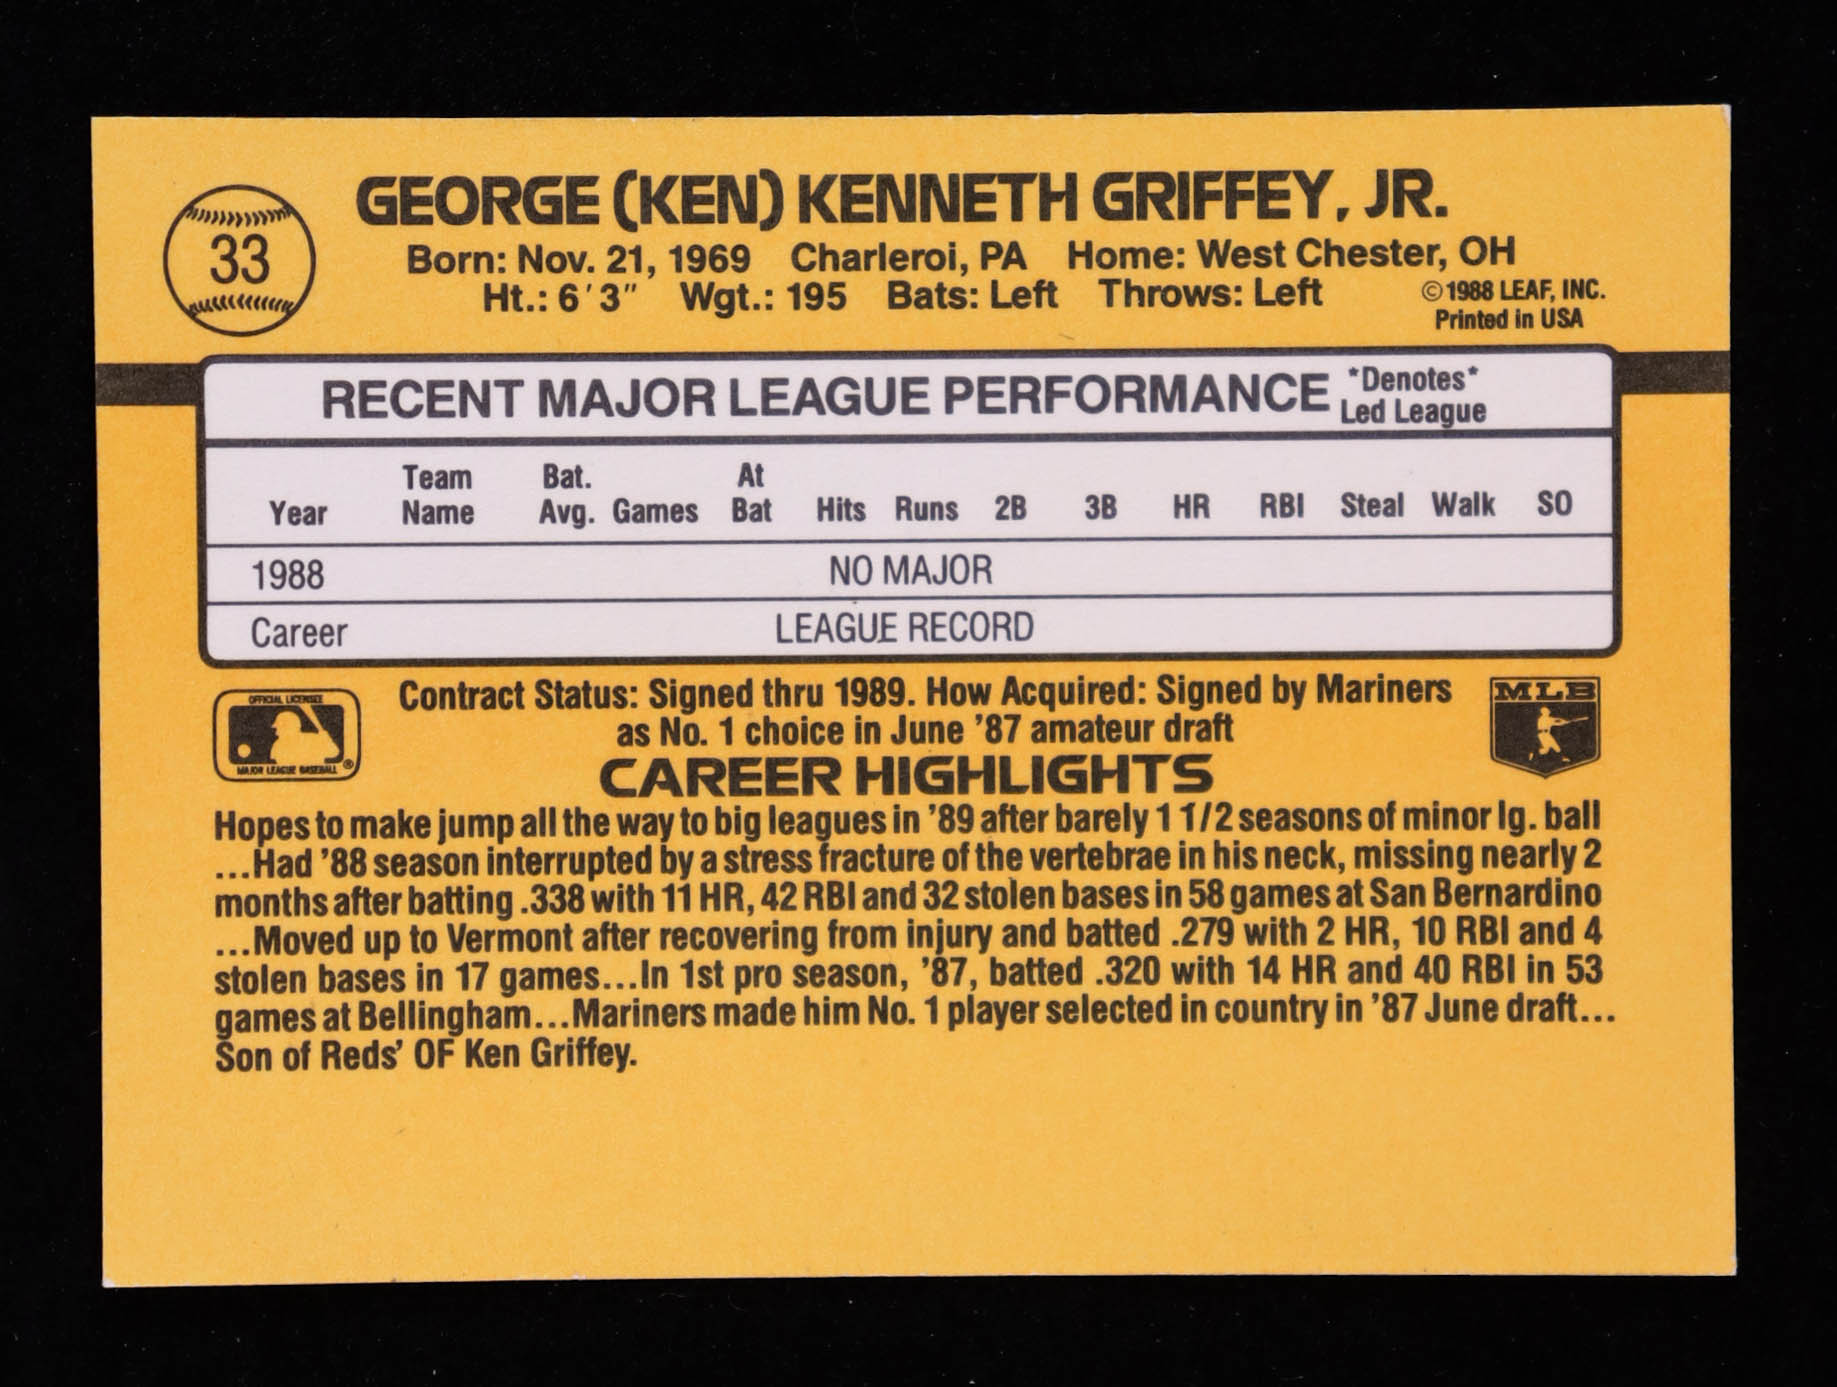 33
GEORGE (KEN) KENNETH GRIFFEY, JR.
Born: Nov. 21, 1969 Charleroi, PA Home: West Chester, OH
Ht.: 6'3" Wgt.: 195 Bats: Left Throws: Left
©1988 LEAF, INC.
Printed in USA
RECENT MAJOR LEAGUE PERFORMANCE *Denotes*
Led League
Year Team Name Bat. Avg. Games At Bat Hits Runs 2B 3B HR RBI Steal Walk SO
1988 NO MAJOR
Career LEAGUE RECORD
OFFICIAL LICENSEE
MAJOR LEAGUE BASEBALL ®
Contract Status: Signed thru 1989. How Acquired: Signed by Mariners
as No. 1 choice in June '87 amateur draft
MLB
CAREER HIGHLIGHTS
Hopes to make jump all the way to big leagues in '89 after barely 1 1/2 seasons of minor lg. ball
...Had '88 season interrupted by a stress fracture of the vertebrae in his neck, missing nearly 2
months after batting .338 with 11 HR, 42 RBI and 32 stolen bases in 58 games at San Bernardino
...Moved up to Vermont after recovering from injury and batted .279 with 2 HR, 10 RBI and 4
stolen bases in 17 games...In 1st pro season, '87, batted .320 with 14 HR and 40 RBI in 53
games at Bellingham...Mariners made him No. 1 player selected in country in '87 June draft...
Son of Reds' OF Ken Griffey.